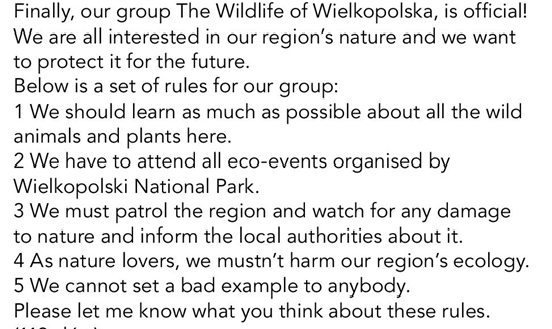 Finally, our group The Wildlife of Wielkopolska, is official!
We are all interested in our region's nature and we want
to protect it for the future.
Below is a set of rules for our group:
1 We should learn as much as possible about all the wild
animals and plants here.
2 We have to attend all eco-events organised by
Wielkopolski National Park.
3 We must patrol the region and watch for any damage
to nature and inform the local authorities about it.
4 As nature lovers, we mustn't harm our region's ecology.
5 We cannot set a bad example to anybody.
Please let me know what you think about these rules.